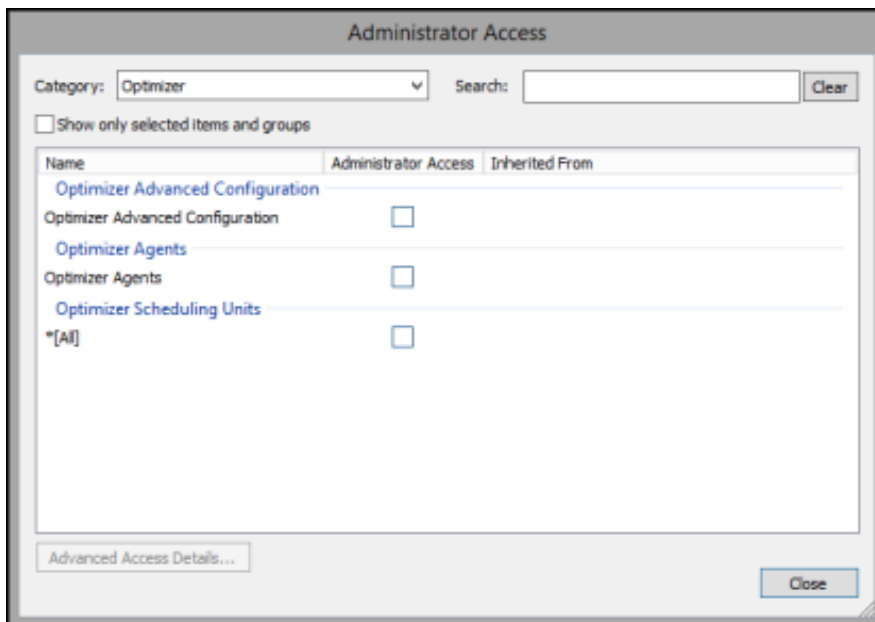 Administrator Access
Category: Optimizer Search: Clear
Show only selected items and groups
Name Administrator Access Inherited From
Optimizer Advanced Configuration
Optimizer Advanced Configuration
Optimizer Agents
Optimizer Agents
Optimizer Scheduling Units
*[All]
Advanced Access Details...
Close